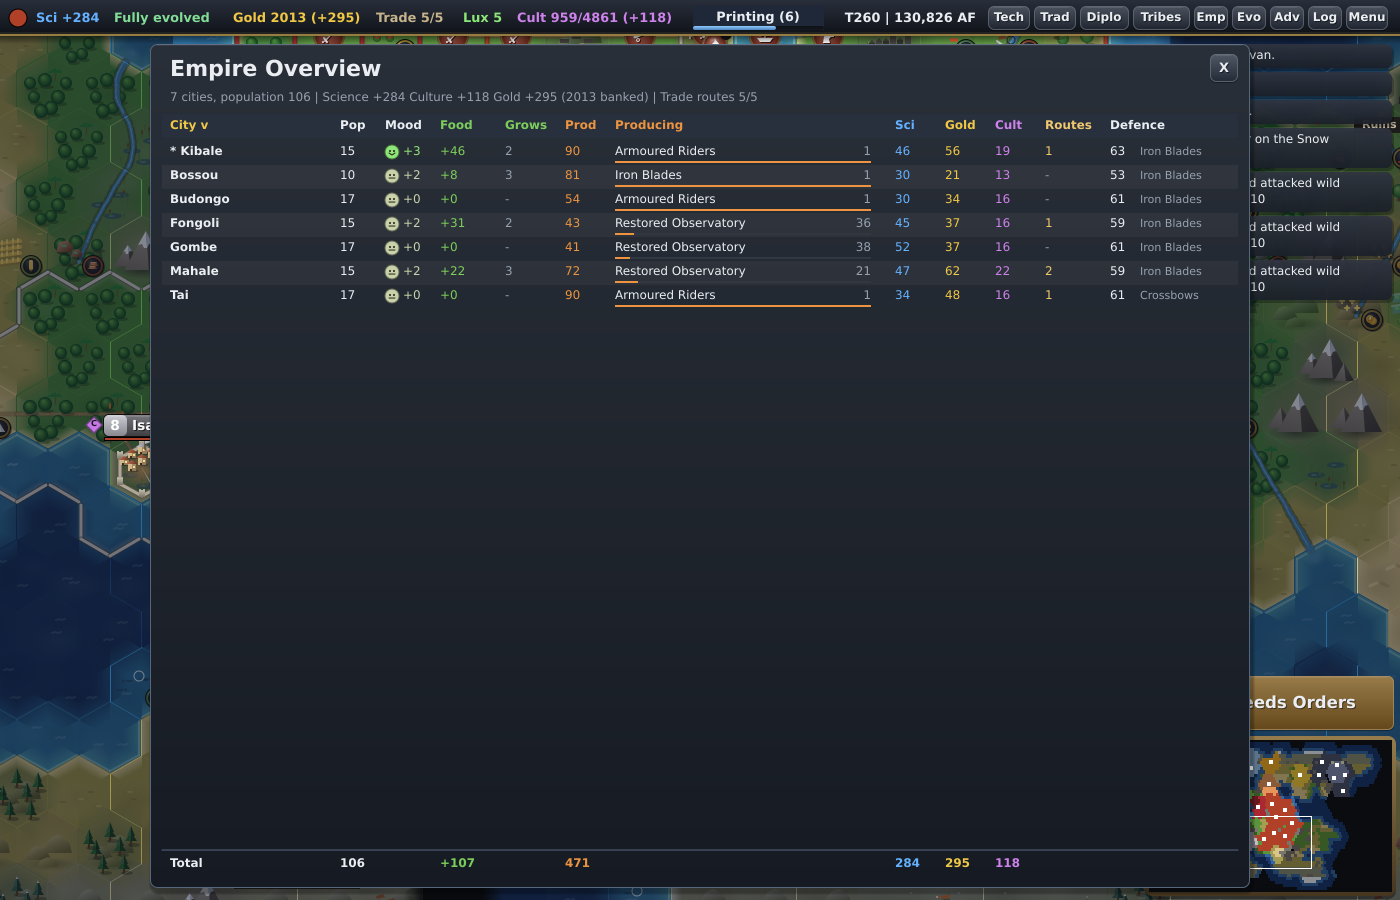 Sci +284 Fully evolved Gold 2013 (+295) Trade 5/5 Lux 5 Cult 959/4861 (+118) Printing (6) T260 | 130,826 AF Tech Trad Diplo Tribes Emp Evo Adv Log Menu
Empire Overview X
7 cities, population 106 | Science +284 Culture +118 Gold +295 (2013 banked) | Trade routes 5/5
City v Pop Mood Food Grows Prod Producing Sci Gold Cult Routes Defence
* Kibale 15 +3 +46 2 90 Armoured Riders 1 46 56 19 1 63 Iron Blades
Bossou 10 +2 +8 3 81 Iron Blades 1 30 21 13 - 53 Iron Blades
Budongo 17 +0 +0 - 54 Armoured Riders 1 30 34 16 - 61 Iron Blades
Fongoli 15 +2 +31 2 43 Restored Observatory 36 45 37 16 1 59 Iron Blades
Gombe 17 +0 +0 - 41 Restored Observatory 38 52 37 16 - 61 Iron Blades
Mahale 15 +2 +22 3 72 Restored Observatory 21 47 62 22 2 59 Iron Blades
Tai 17 +0 +0 - 90 Armoured Riders 1 34 48 16 1 61 Crossbows
Total 106 +107 471 284 295 118
van.
on the Snow
d attacked wild
10
d attacked wild
10
d attacked wild
10
8 Isa
eeds Orders